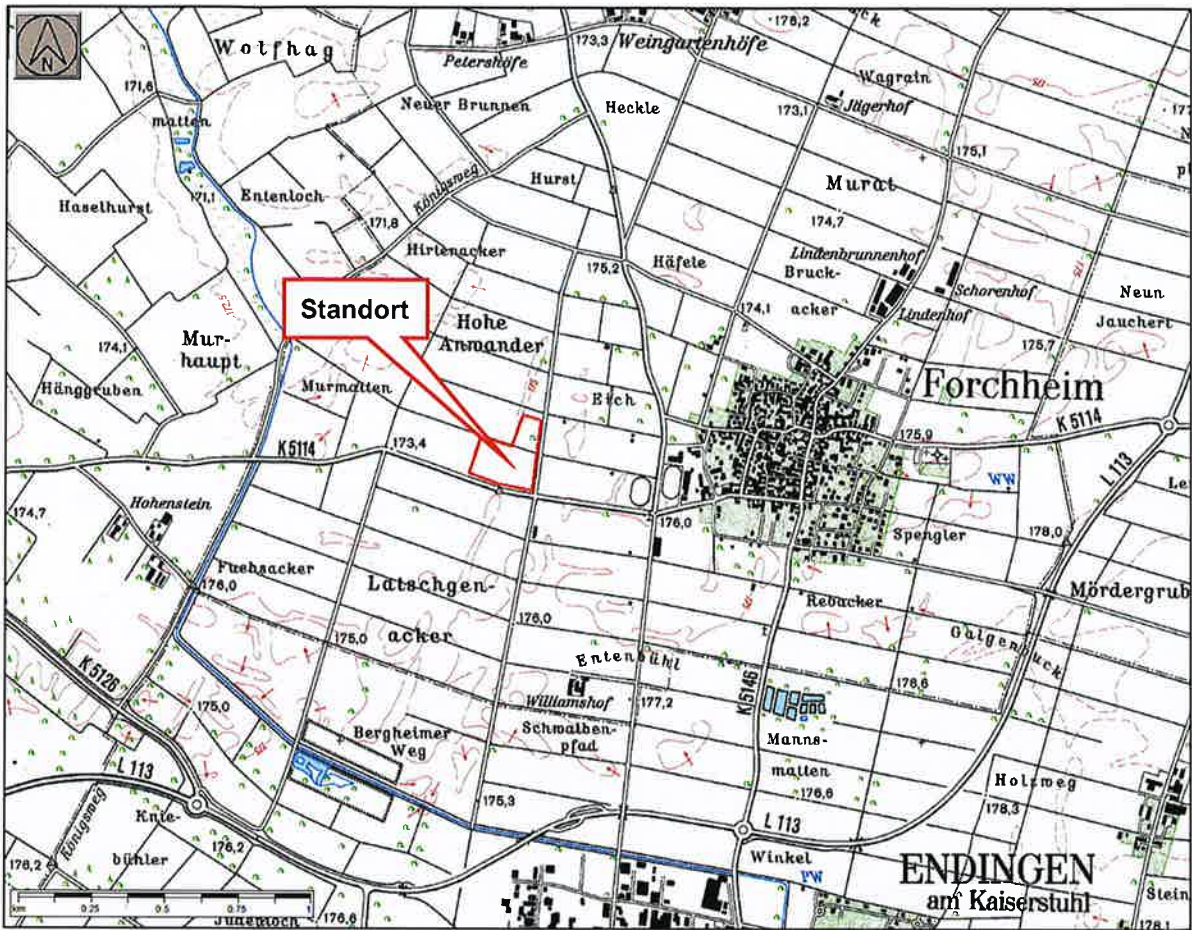 N
Wolfhag
Petershöfe
173,3
Weingartenhöfe
176,2
171,6
matten
Neuer Brunnen
Heckle
Wagrain
Jägerhof
173,1
175,1
171,1
Haselhurst
Entenloch
171,8
Königsweg
Hurst
Murat
174,7
Hirtenacker
175,2
Häfele
Lindenbrunnenhof
Bruck-
acker
Schorenhof
Lindenhof
Neun
Jauchert
172,5
Standort
Hohe
Anwander
174,1
175,7
Mur-
haupt
174,1
Hänggruben
Murmatten
Eich
Forchheim
K 5114
173,4
K 5114
175,9
L 113
WW
Hohenstein
174,7
176,0
Spengler
178,0
Fuchsacker
176,0
Latschgen-
acker
Rebacker
Mördergrub
175,0
176,0
Galgenbuck
Entenbühl
K 5126
175,0
Williamshof
177,2
K 5146
176,6
Bergheimer
Weg
Schwalben-
pfad
Manns-
matten
176,6
L 113
Holzweg
175,3
178,3
Königsweg
Knie-
bühler
176,2
176,2
L 113
Winkel
PW
ENDINGEN
am Kaiserstuhl
Stein
178,1
km
0.25
0.5
0.75
1
Judenloch
176,6